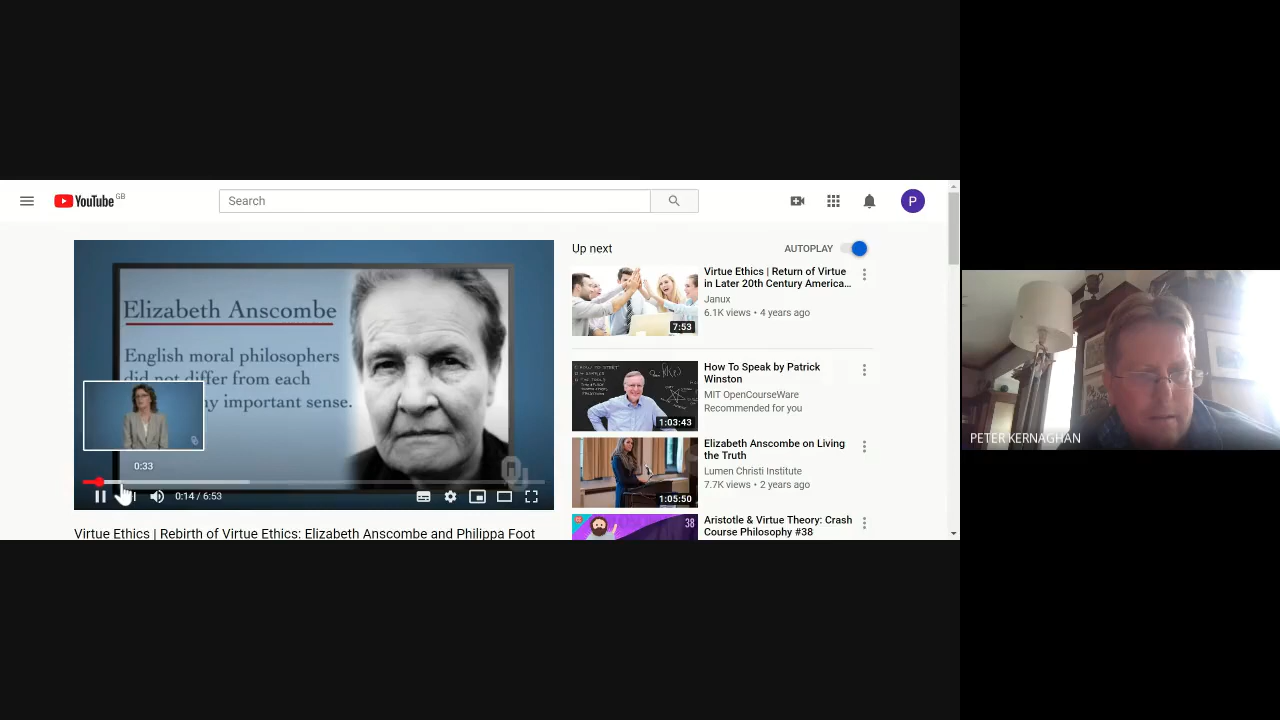 YouTube GB
Search
P
Elizabeth Anscombe
English moral philosophers
did not differ from each
ny important sense.
0:33
0:14 / 6:53
Virtue Ethics | Rebirth of Virtue Ethics: Elizabeth Anscombe and Philippa Foot
Up next
AUTOPLAY
Virtue Ethics | Return of Virtue
in Later 20th Century America...
Janux
6.1K views • 4 years ago
7:53
How To Speak by Patrick
Winston
MIT OpenCourseWare
Recommended for you
1:03:43
Elizabeth Anscombe on Living
the Truth
Lumen Christi Institute
7.7K views • 2 years ago
1:05:50
Aristotle & Virtue Theory: Crash
Course Philosophy #38
38
PETER KERNAGHAN